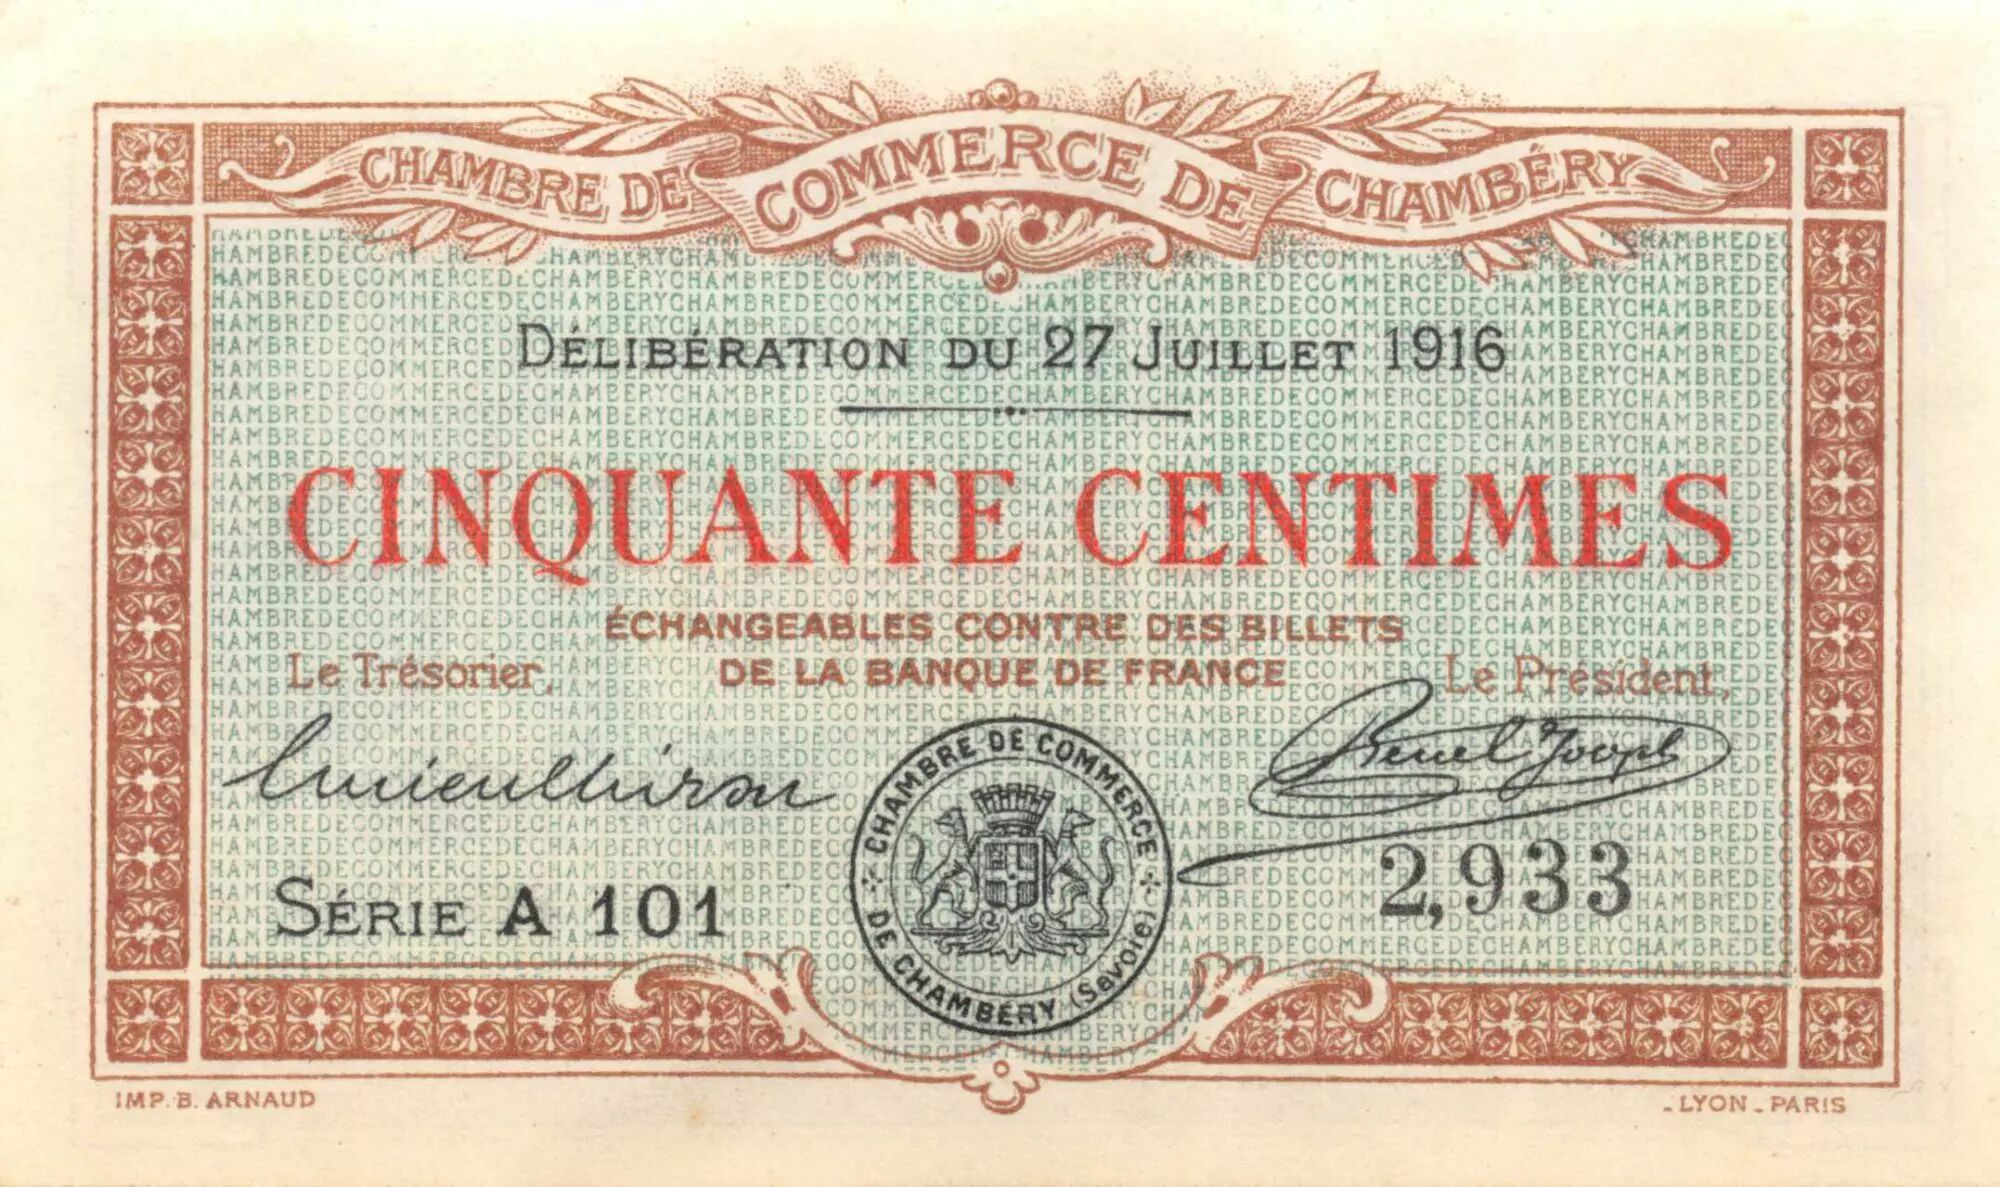 CHAMBRE DE COMMERCE DE CHAMBÉRY
DÉLIBÉRATION DU 27 JUILLET 1916
CINQUANTE CENTIMES
ÉCHANGEABLES CONTRE DES BILLETS
DE LA BANQUE DE FRANCE
Le Trésorier,
Le Président,
CHAMBRE DE COMMERCE
DE CHAMBÉRY (Savoie)
2,933
SÉRIE A 101
IMP. B. ARNAUD
- LYON - PARIS